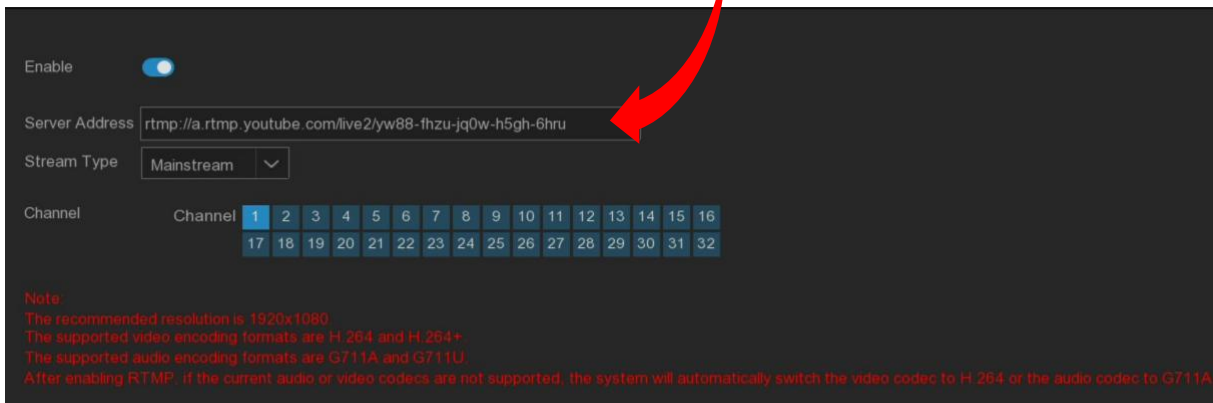 Enable
Server Address rtmp://a.rtmp.youtube.com/live2/yw88-fhzu-jq0w-h5gh-6hru
Stream Type Mainstream
Channel Channel 1 2 3 4 5 6 7 8 9 10 11 12 13 14 15 16
17 18 19 20 21 22 23 24 25 26 27 28 29 30 31 32
Note:
The recommended resolution is 1920x1080.
The supported video encoding formats are H.264 and H.264+.
The supported audio encoding formats are G711A and G711U.
After enabling RTMP, if the current audio or video codecs are not supported, the system will automatically switch the video codec to H.264 or the audio codec to G711A